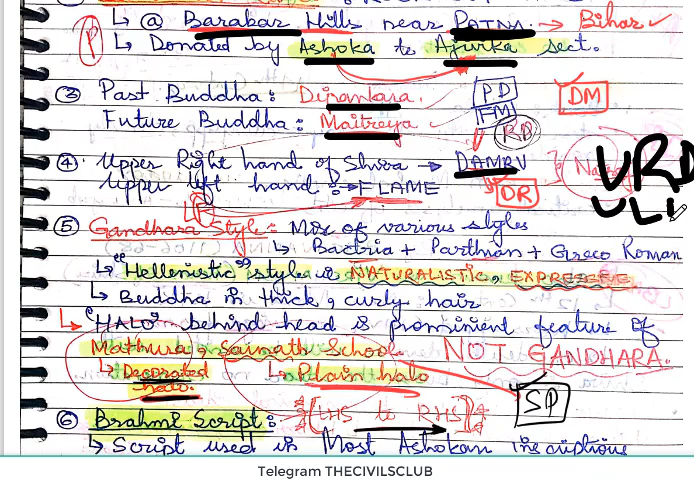 ↳ @ Barabar Hills near PATNA. → Bihar ✓
P
↳ Donated by Ashoka to Ajivika sect.
③ Past Buddha: Dipankara. PD DM
Future Buddha: Maitreya FM
RD
④ Upper Right hand of Shiva → DAMRU
Upper left hand: → FLAME DR
VRD
VL
⑤ Gandhara Style: Mix of various styles
↳ Bactria + Parthian + Greco Roman
↳ "Hellenistic" style is NATURALISTIC, EXPRESSIVE
↳ Buddha in thick, curly hair
↳ "HALO" behind head is prominient feature of
Mathura, Sarnath School. NOT GANDHARA.
↳ Decorated halo. ↳ Plain halo SP
⑥ Brahmi Script: (LHS to RHS)
↳ Script used in Most Ashokan inscriptions
Telegram THECIVILSCLUB